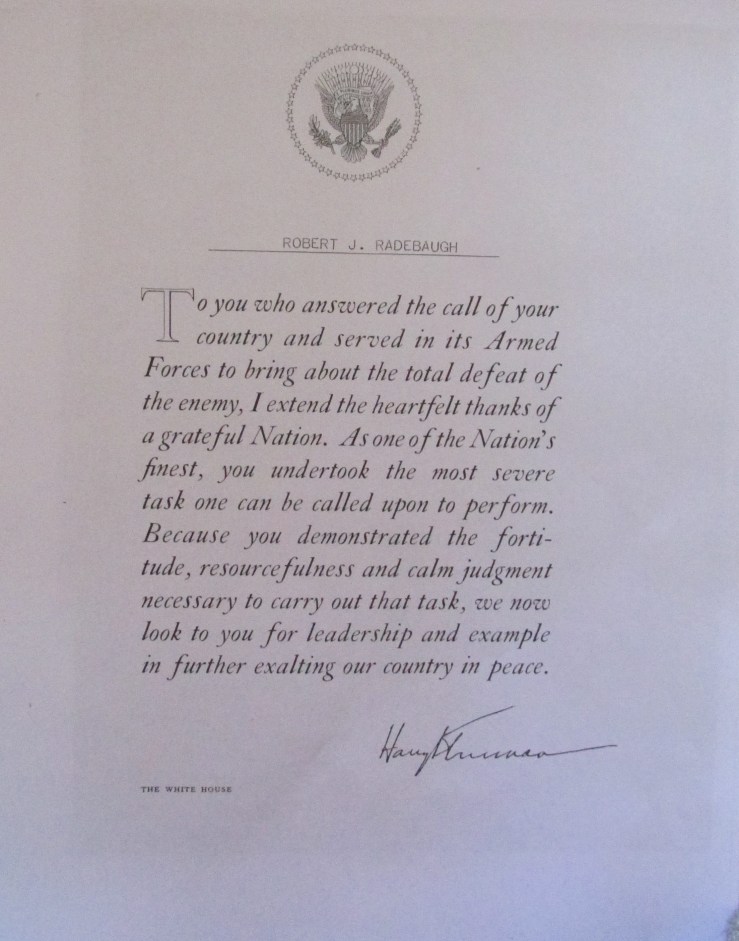 ROBERT J. RADEBAUGH
To you who answered the call of your
country and served in its Armed
Forces to bring about the total defeat of
the enemy, I extend the heartfelt thanks of
a grateful Nation. As one of the Nation's
finest, you undertook the most severe
task one can be called upon to perform.
Because you demonstrated the forti-
tude, resourcefulness and calm judgment
necessary to carry out that task, we now
look to you for leadership and example
in further exalting our country in peace.
Harry S Truman
THE WHITE HOUSE